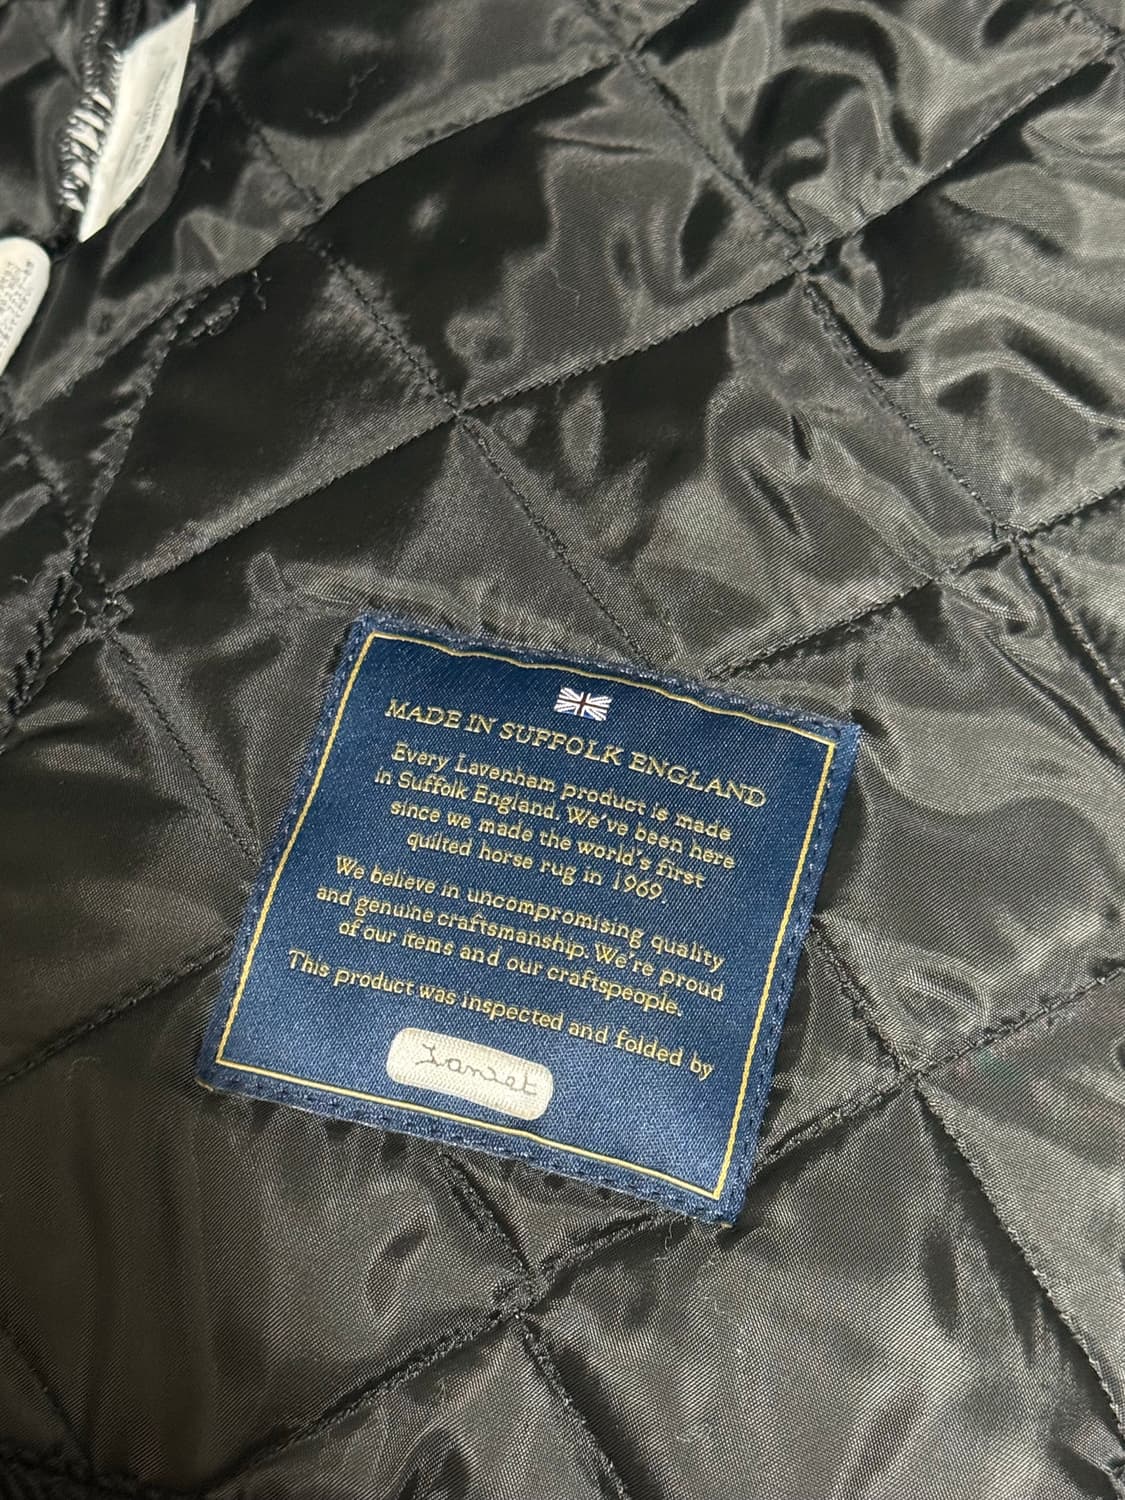 MADE IN SUFFOLK ENGLAND
Every Lavenham product is made
in Suffolk England. We've been here
since we made the world's first
quilted horse rug in 1969.
We believe in uncompromising quality
and genuine craftsmanship. We're proud
of our items and our craftspeople.
This product was inspected and folded by